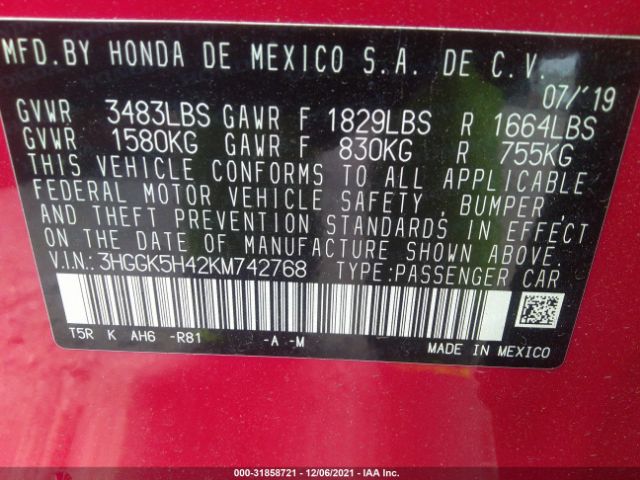 MFD.BY HONDA DE MEXICO S.A. DE C.V.
07/'19
GVWR 3483LBS GAWR F 1829LBS R 1664LBS
GVWR 1580KG GAWR F 830KG R 755KG
THIS VEHICLE CONFORMS TO ALL APPLICABLE
FEDERAL MOTOR VEHICLE SAFETY, BUMPER,
AND THEFT PREVENTION STANDARDS IN EFFECT
ON THE DATE OF MANUFACTURE SHOWN ABOVE.
V.I.N.: 3HGGK5H42KM742768 TYPE: PASSENGER CAR
T5R K AH6 -R81 -A -M MADE IN MEXICO
000-31858721 - 12/06/2021 - IAA Inc.